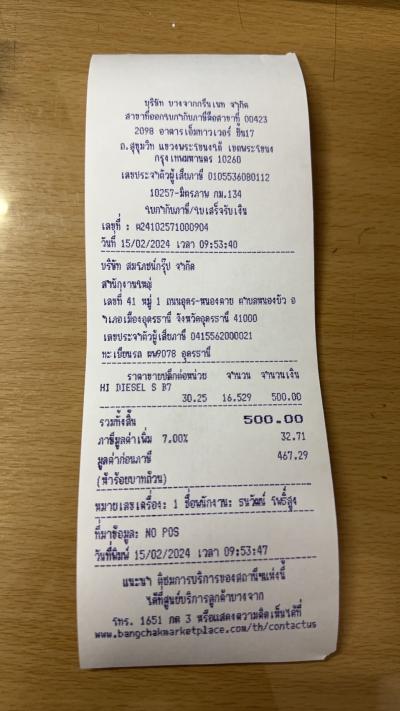 บริษัท บางจากกรีนเนท จำกัด
สาขาที่ออกใบกำกับภาษีคือสาขาที่ 00423
2098 อาคารเอ็มทาวเวอร์ ชั้น17
ถ.สุขุมวิท แขวงพระโขนงใต้ เขตพระโขนง
กรุงเทพมหานคร 10260
เลขประจำตัวผู้เสียภาษี 0105536080112
10257-มิตรภาพ กม.134
ใบกำกับภาษี/ใบเสร็จรับเงิน
เลขที่ : ค24102571000904
วันที่ 15/02/2024 เวลา 09:53:40
บริษัท สมโภชน์กรุ๊ป จำกัด
สำนักงานใหญ่
เลขที่ 41 หมู่ 1 ถนนอุดร-หนองคาย ตำบลหนองบัว อ
ำเภอเมืองอุดรธานี จังหวัดอุดรธานี 41000
เลขประจำตัวผู้เสียภาษี 0415562000021
ทะเบียนรถ ผผ9078 อุดรธานี
ราคาขายปลีกต่อหน่วย จำนวน จำนวนเงิน
HI DIESEL S B7
30.25 16.529 500.00
รวมทั้งสิ้น 500.00
ภาษีมูลค่าเพิ่ม 7.00% 32.71
มูลค่าก่อนภาษี 467.29
(ห้าร้อยบาทถ้วน)
หมายเลขเครื่อง: 1 ชื่อพนักงาน: ธนวัฒน์ โพธิ์สูง
ที่มาข้อมูล: NO POS
วันที่พิมพ์ 15/02/2024 เวลา 09:53:47
แนะนำ ติชมการบริการของสถานีฯแห่งนี้
ได้ที่ศูนย์บริการลูกค้าบางจาก
โทร. 1651 กด 3 หรือแสดงความคิดเห็นได้ที่
www.bangchakmarketplace.com/th/contactus